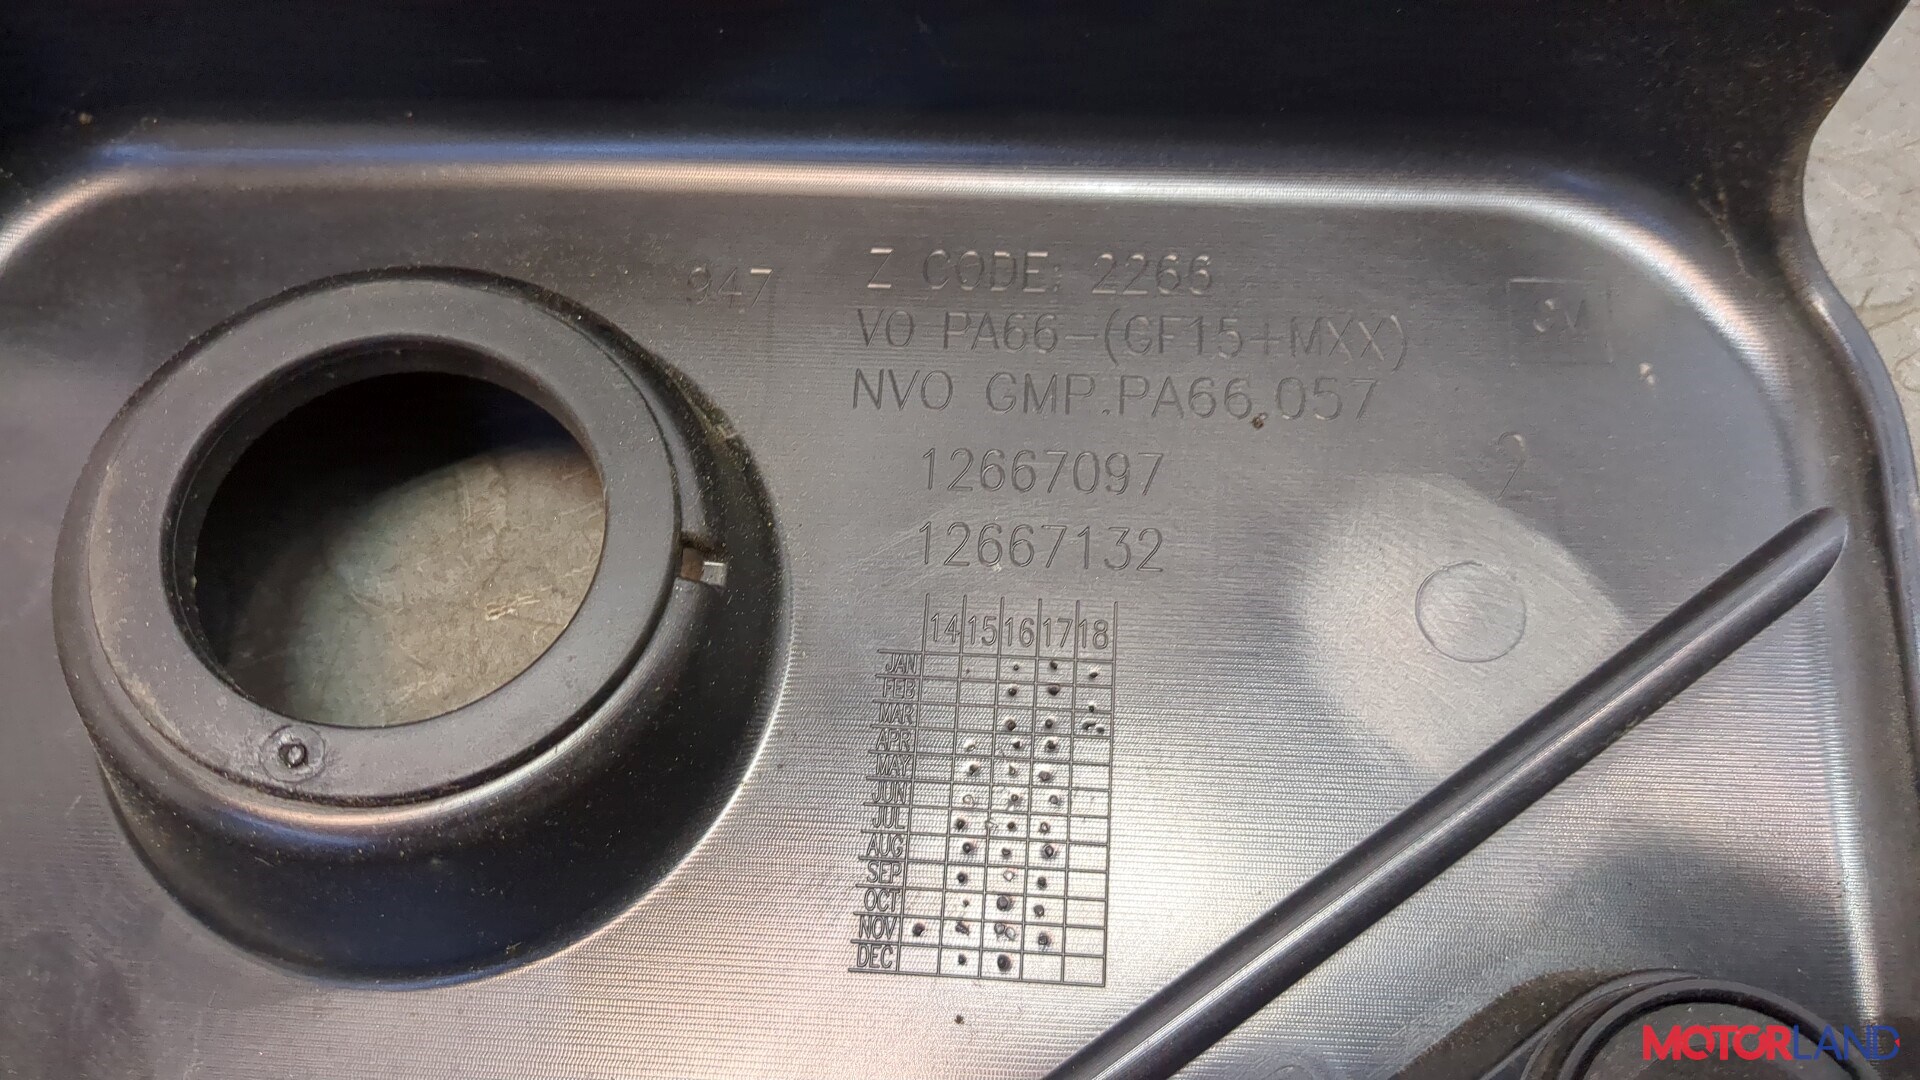 947
Z CODE: 2266
VO PA66-(GF15+MXX)
NVO GMP.PA66.057
12667097
12667132
2
14 15 16 17 18
JAN
FEB
MAR
APR
MAY
JUN
JUL
AUG
SEP
OCT
NOV
DEC
MOTORLAND